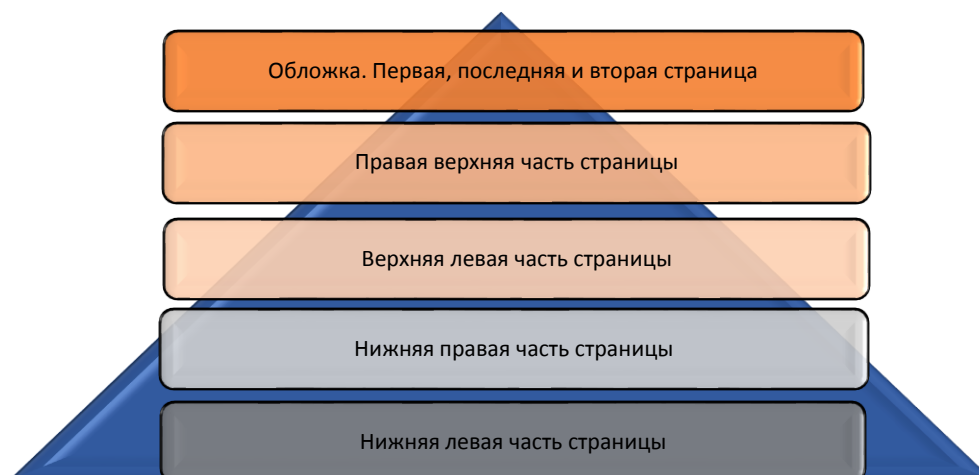 Обложка. Первая, последняя и вторая страница
Правая верхняя часть страницы
Верхняя левая часть страницы
Нижняя правая часть страницы
Нижняя левая часть страницы